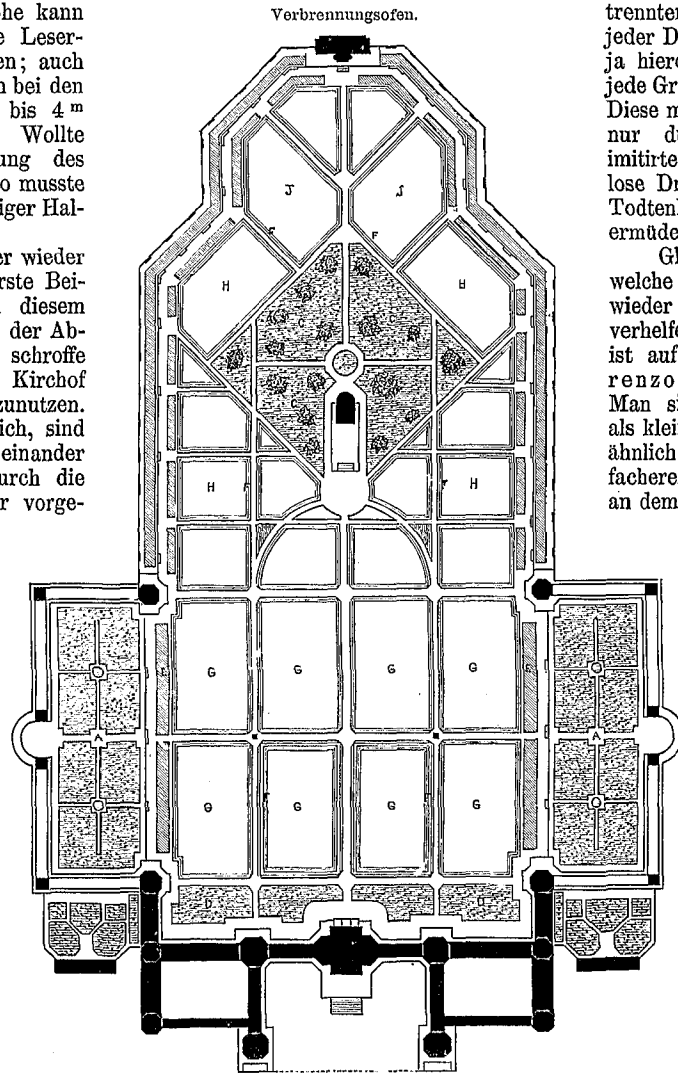 Verbrennungsofen.
he kann
e Leser-
en; auch
n bei den
bis 4 m
Wollte
ung des
o musste
iger Hal-
er wieder
rste Bei-
diesem
der Ab-
schroffe
Kirchof
zunutzen.
ich, sind
einander
urch die
r vorge-
trennten
jeder D
ja hierd
jede Gr
Diese m
nur du
imitirte
lose Dr
Todtenl
ermüde
Gl
welche
wieder
verhelfe
ist auf
renzo
Man si
als klein
ähnlich
facheren
an dem
J J
F F
H H
C
H F F H
G G G G
E
A A
G G G G
F
D D